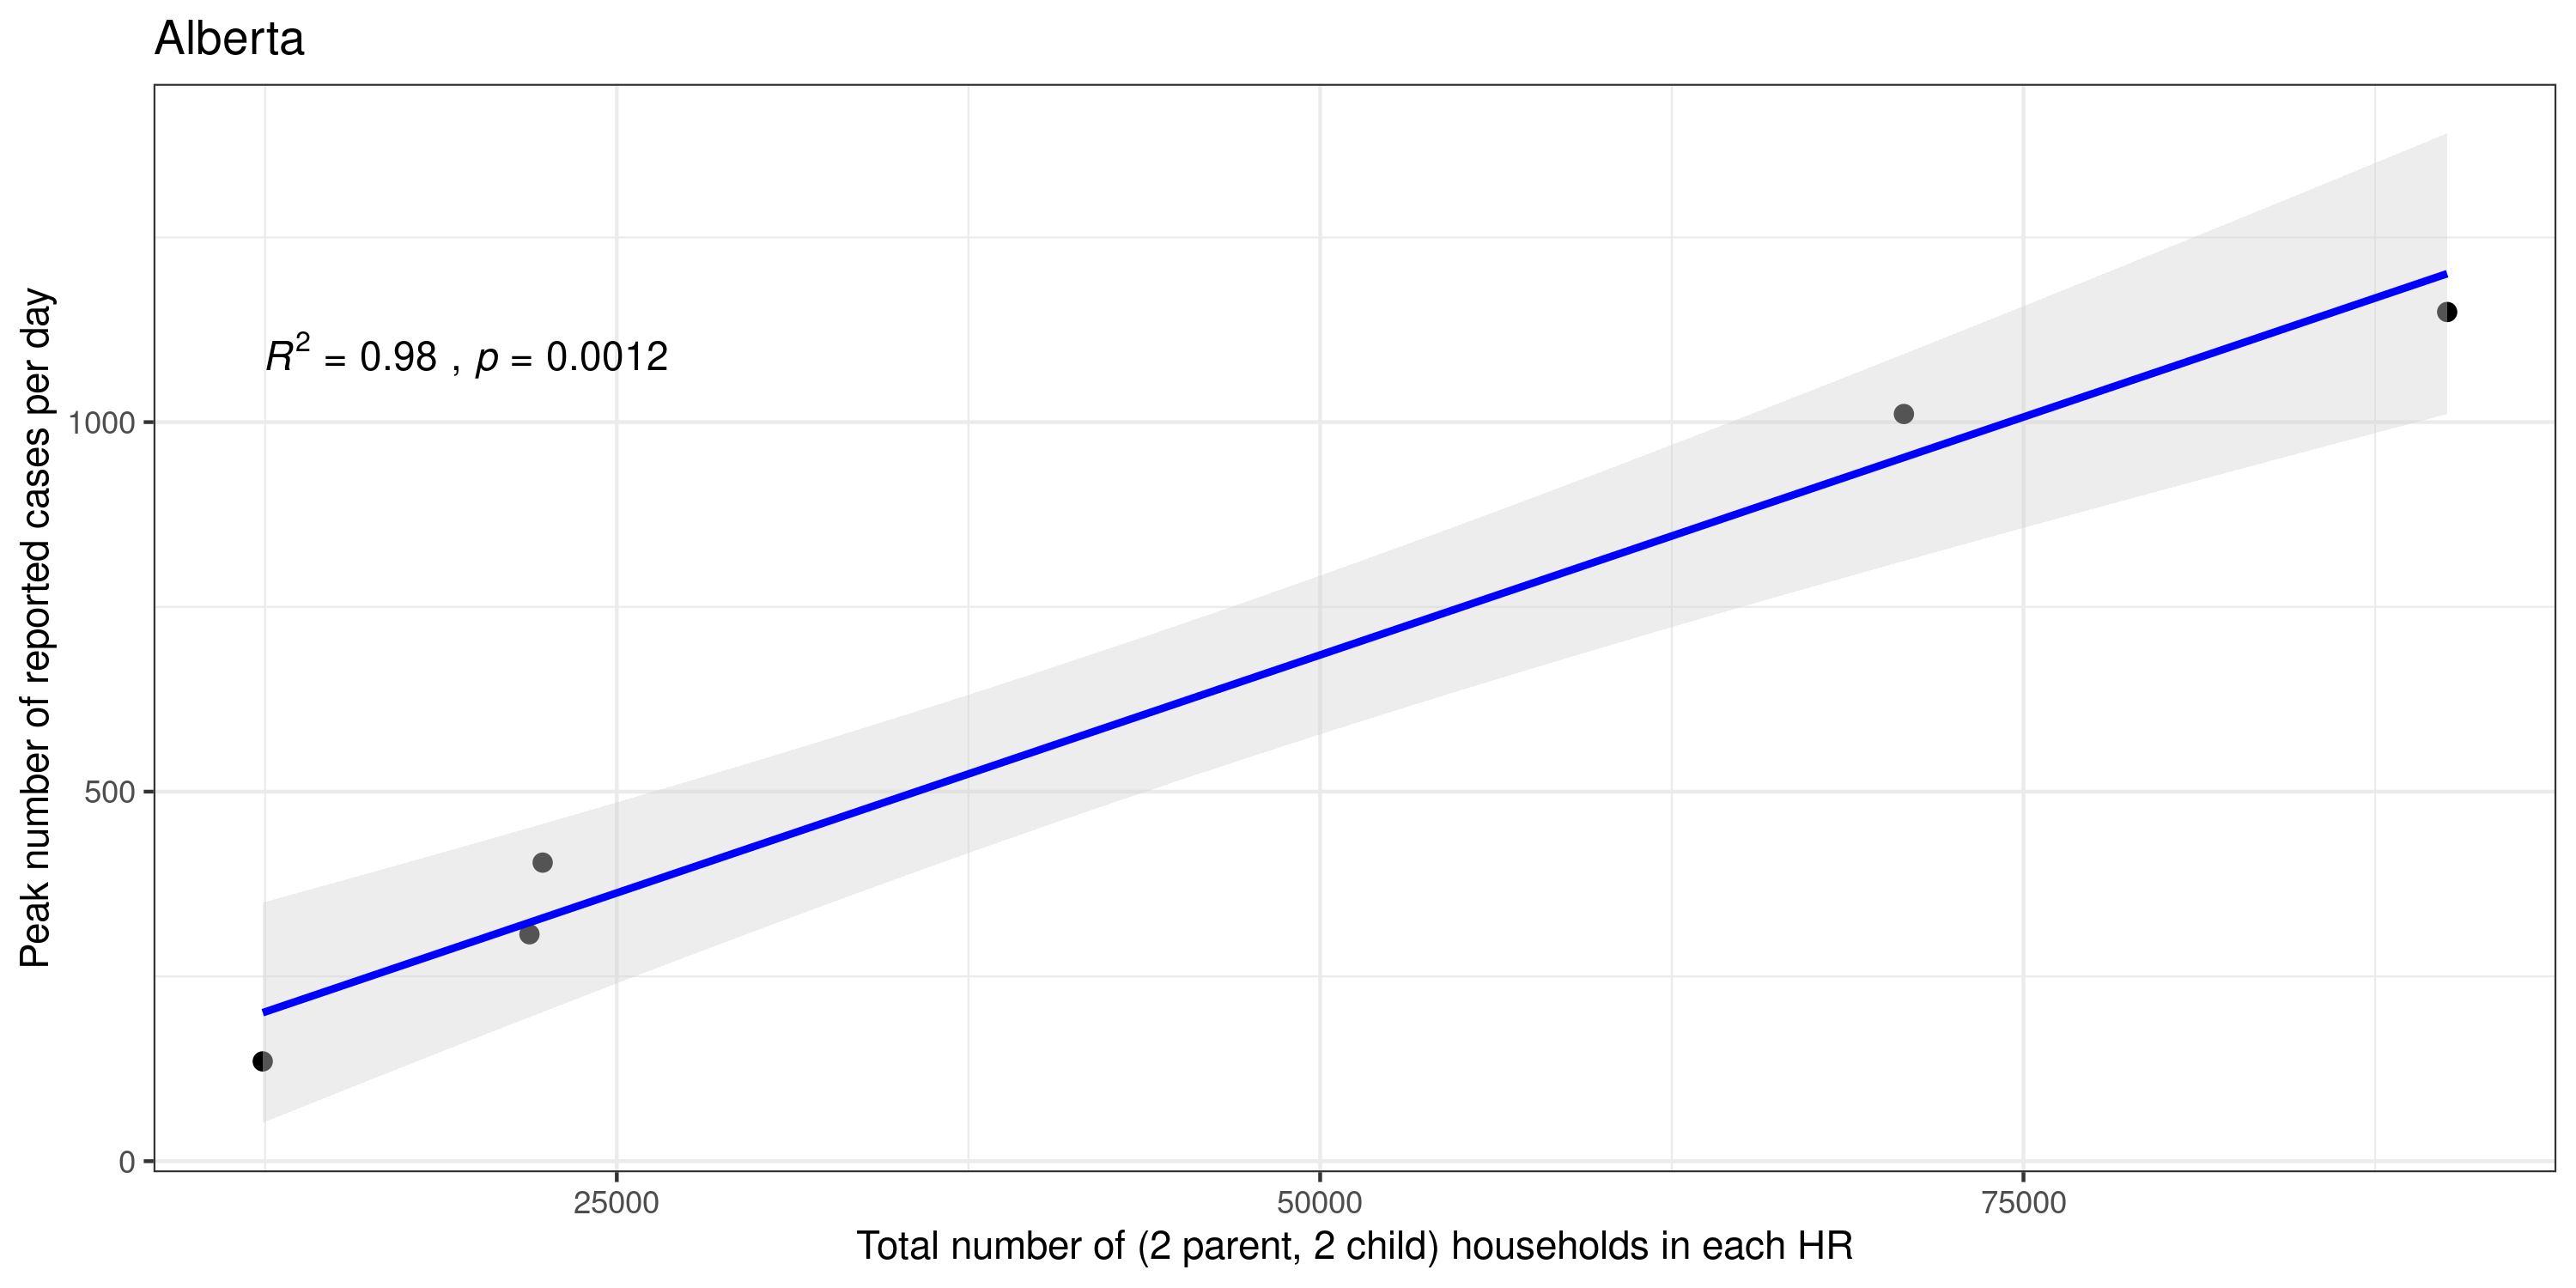 Alberta
Peak number of reported cases per day
R² = 0.98 , p = 0.0012
1000
500
0
25000 50000 75000
Total number of (2 parent, 2 child) households in each HR